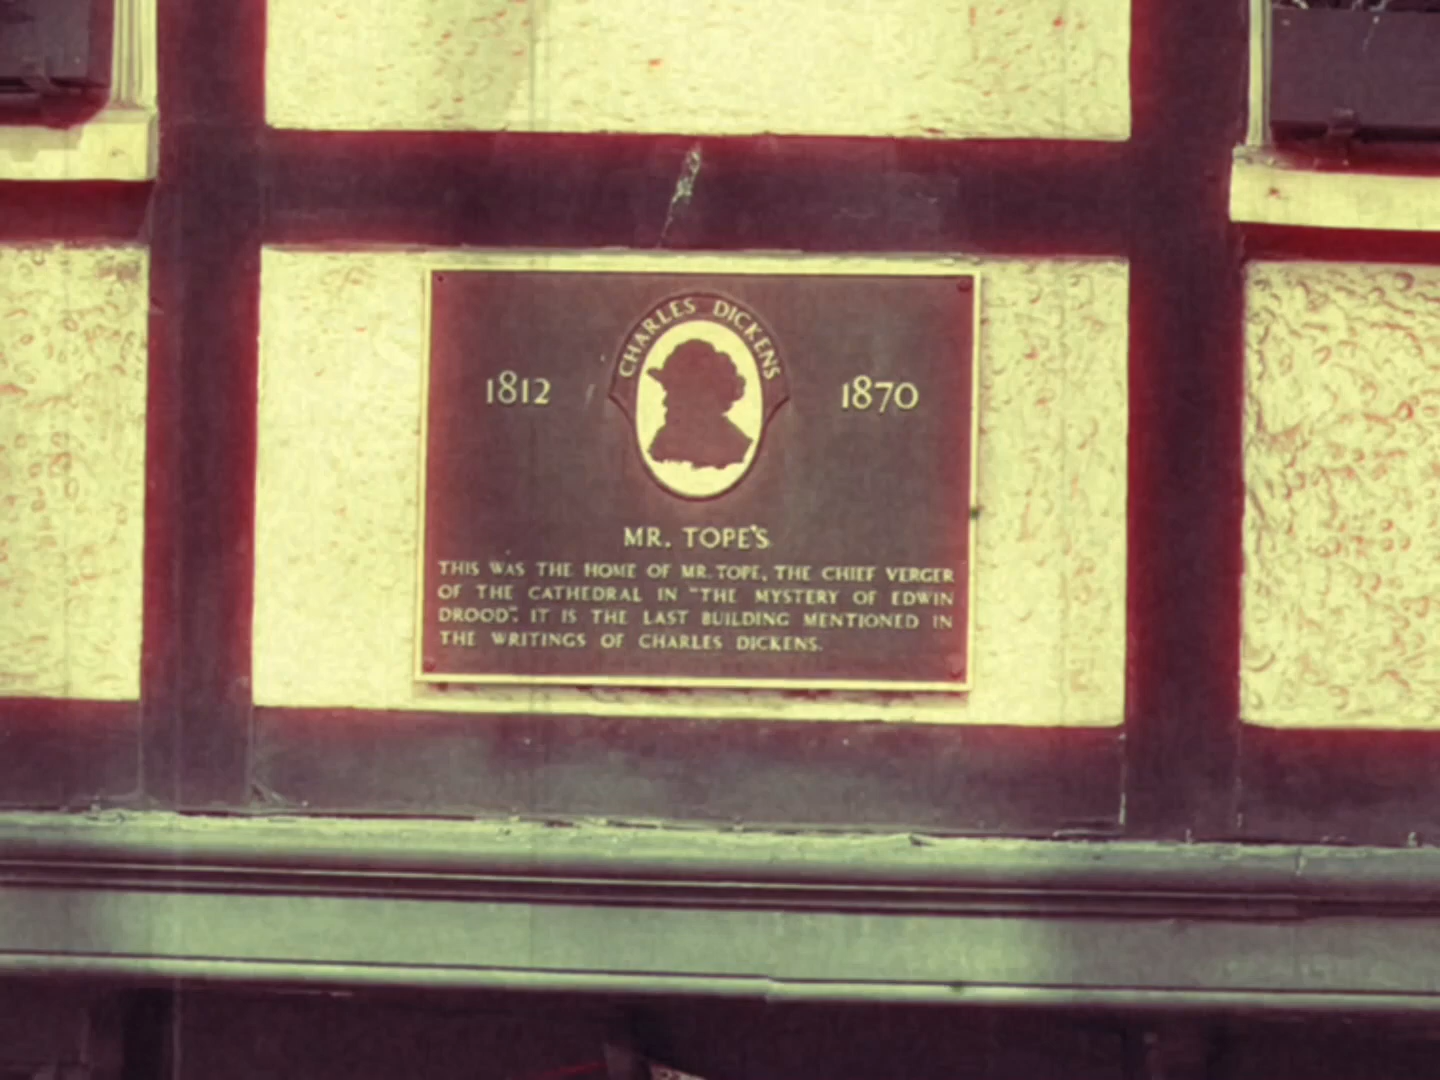 CHARLES DICKENS
1812 1870
MR. TOPE'S
THIS WAS THE HOME OF MR. TOPE, THE CHIEF VERGER
OF THE CATHEDRAL IN "THE MYSTERY OF EDWIN
DROOD". IT IS THE LAST BUILDING MENTIONED IN
THE WRITINGS OF CHARLES DICKENS.